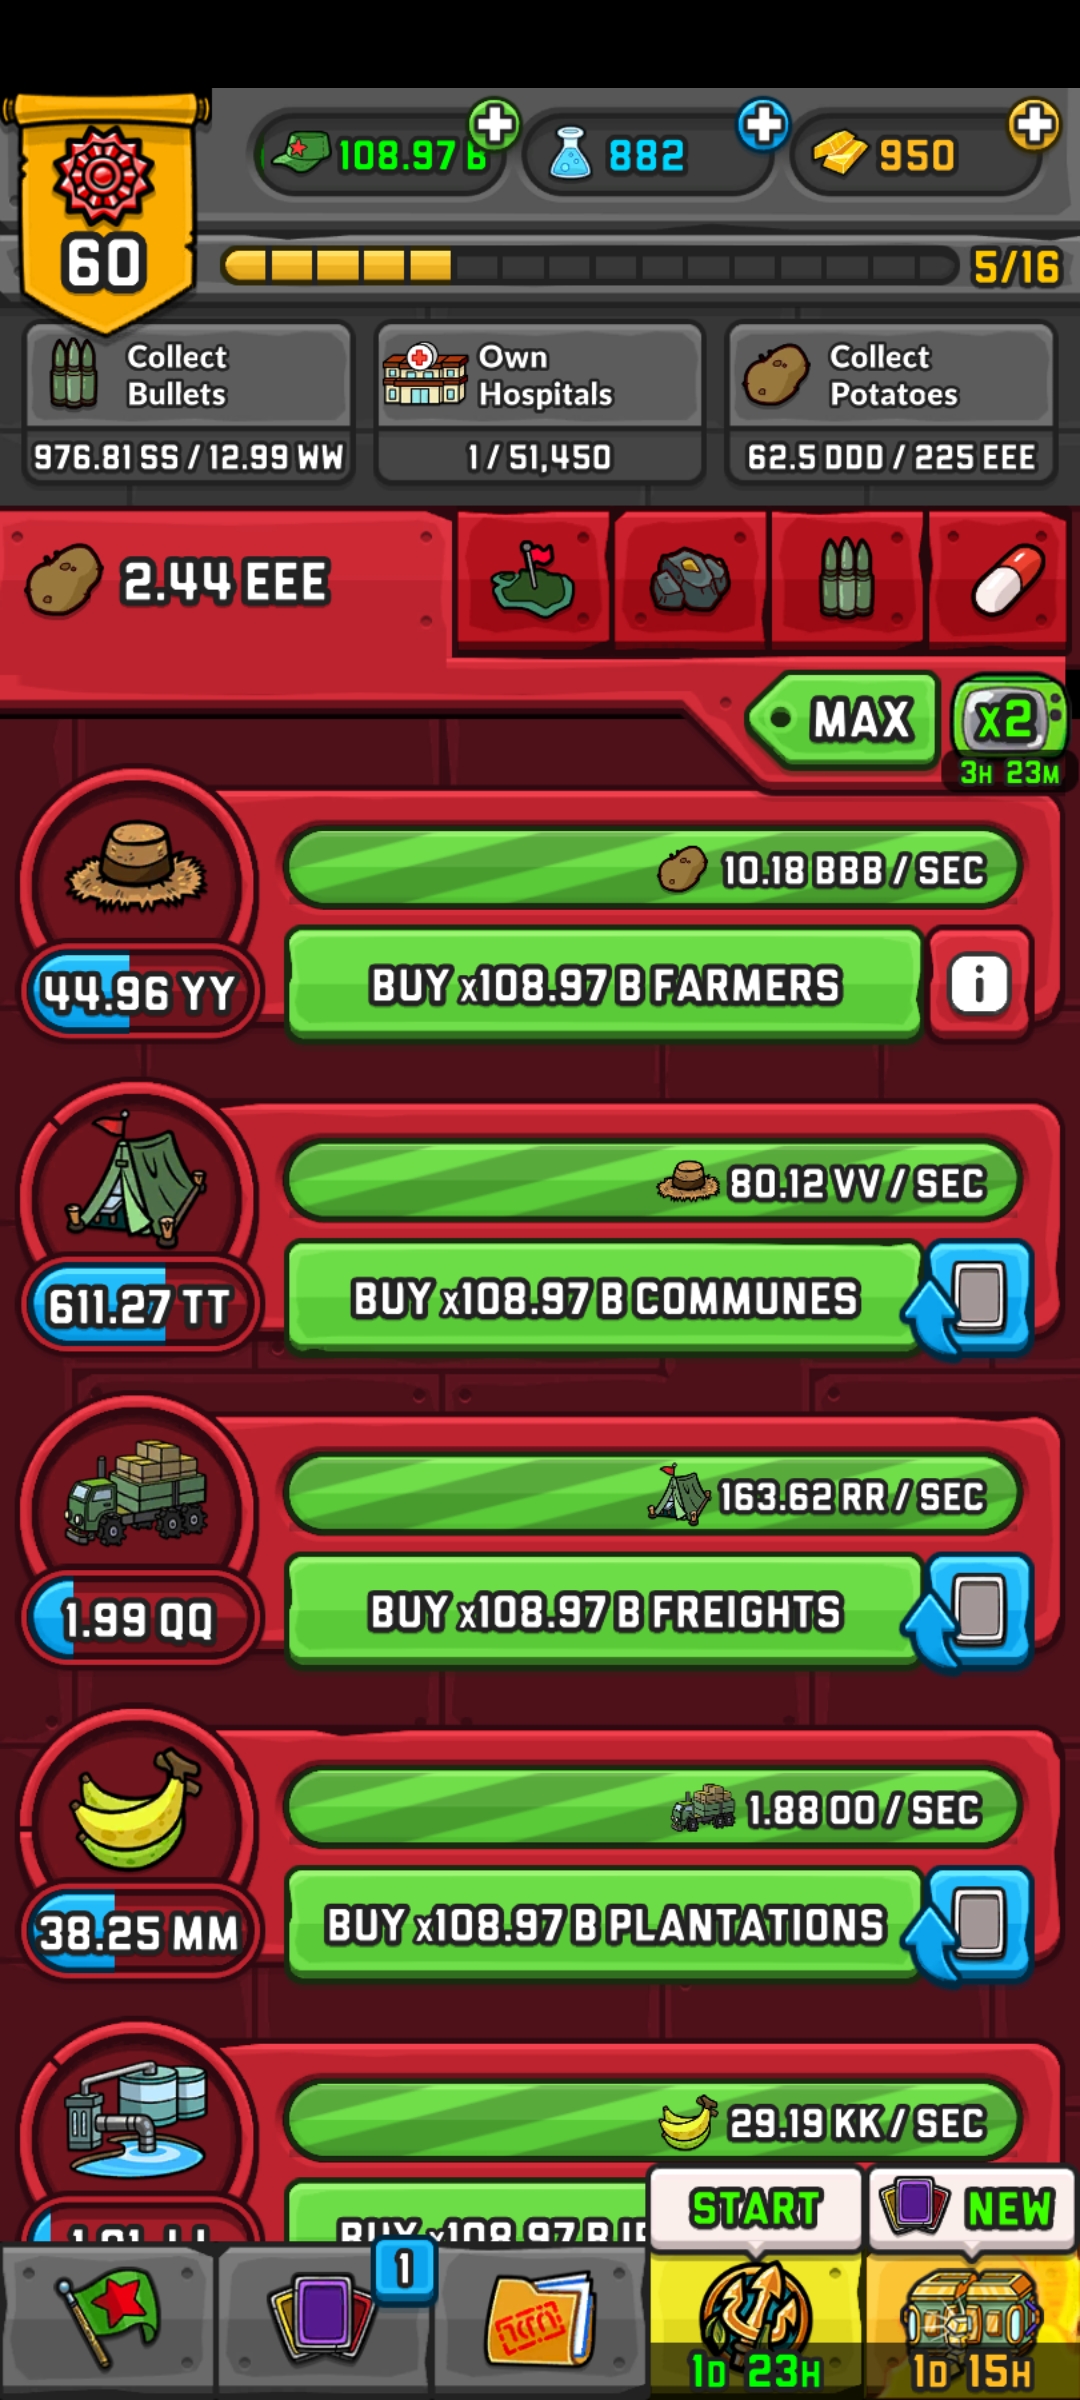 108.97 B
882
950
60
5/16
Collect
Bullets
976.81 SS / 12.99 WW
Own
Hospitals
1 / 51,450
Collect
Potatoes
62.5 DDD / 225 EEE
2.44 EEE
MAX
x2
3H 23M
10.18 BBB / SEC
44.96 YY
BUY x108.97 B FARMERS
i
80.12 VV / SEC
611.27 TT
BUY x108.97 B COMMUNES
163.62 RR / SEC
1.99 QQ
BUY x108.97 B FREIGHTS
1.88 OO / SEC
38.25 MM
BUY x108.97 B PLANTATIONS
29.19 KK / SEC
BUY x108.97 B
START
NEW
1
1D 23H
1D 15H